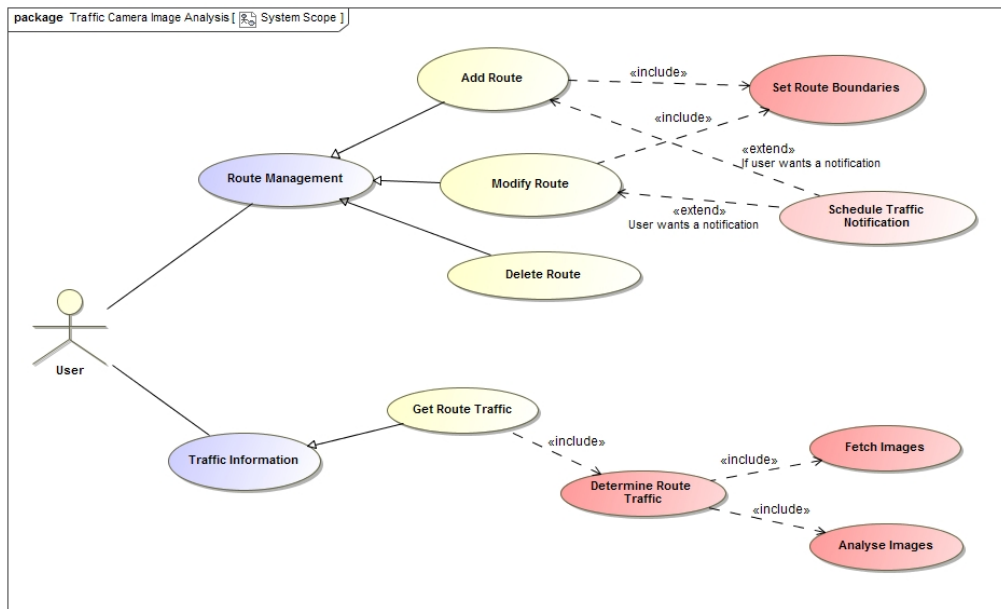 package Traffic Camera Image Analysis [ System Scope ]
Add Route
«include»
Set Route Boundaries
«include»
«extend»
If user wants a notification
Route Management
Modify Route
«extend»
User wants a notification
Schedule Traffic
Notification
Delete Route
User
Get Route Traffic
«include»
Traffic Information
Determine Route
Traffic
«include»
Fetch Images
«include»
Analyse Images